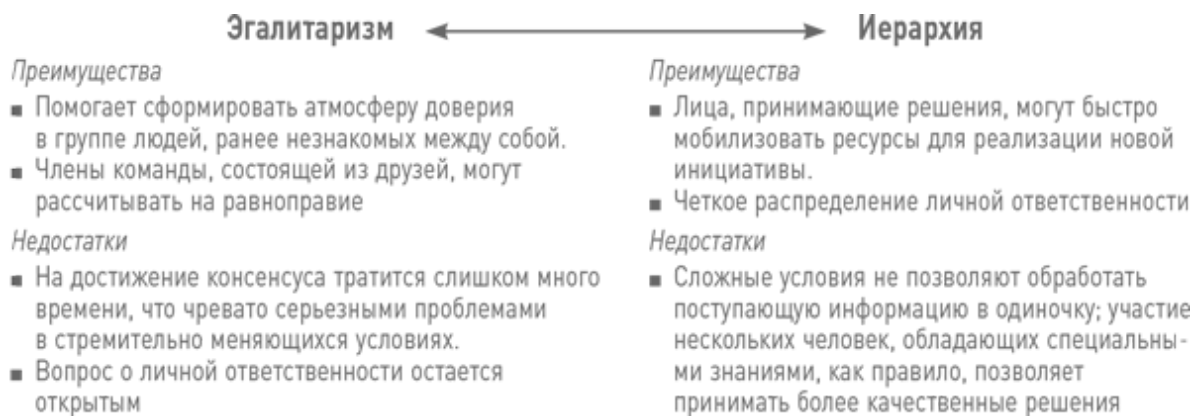 Эгалитаризм
Иерархия
Преимущества
■ Помогает сформировать атмосферу доверия
в группе людей, ранее незнакомых между собой.
■ Члены команды, состоящей из друзей, могут
рассчитывать на равноправие
Недостатки
■ На достижение консенсуса тратится слишком много
времени, что чревато серьезными проблемами
в стремительно меняющихся условиях.
■ Вопрос о личной ответственности остается
открытым
Преимущества
■ Лица, принимающие решения, могут быстро
мобилизовать ресурсы для реализации новой
инициативы.
■ Четкое распределение личной ответственности
Недостатки
■ Сложные условия не позволяют обработать
поступающую информацию в одиночку; участие
нескольких человек, обладающих специальны-
ми знаниями, как правило, позволяет
принимать более качественные решения